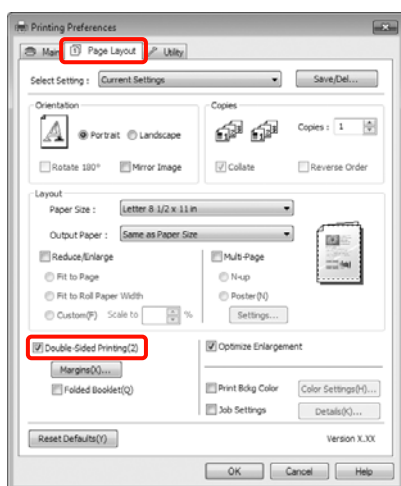 Printing Preferences
Main Page Layout Utility
Select Setting : Current Settings Save/Del...
Orientation Copies
Portrait Landscape Copies : 1
Rotate 180° Mirror Image Collate Reverse Order
Layout
Paper Size : Letter 8 1/2 x 11 in
Output Paper : Same as Paper Size
Reduce/Enlarge Multi-Page
Fit to Page N-up
Fit to Roll Paper Width Poster(N)
Custom(F) Scale to % Settings...
Double-Sided Printing(2) Optimize Enlargement
Margins(X)...
Folded Booklet(Q) Print Bckg Color Color Settings(H)...
Job Settings Details(K)...
Reset Defaults(Y) Version X.XX
OK Cancel Help